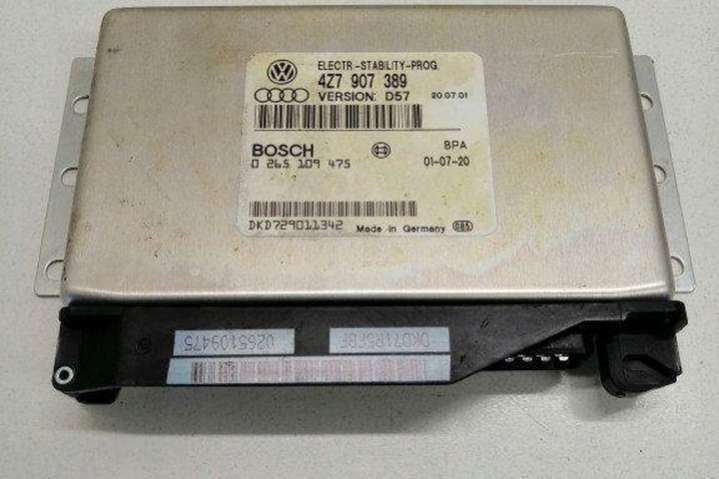 ELECTR-STABILITY-PROG.
4Z7 907 389
VERSION: D57 20.07.01
BOSCH BPA
0 265 109 475 01-07-20
DKD729011342 Made in Germany 085
0265109475